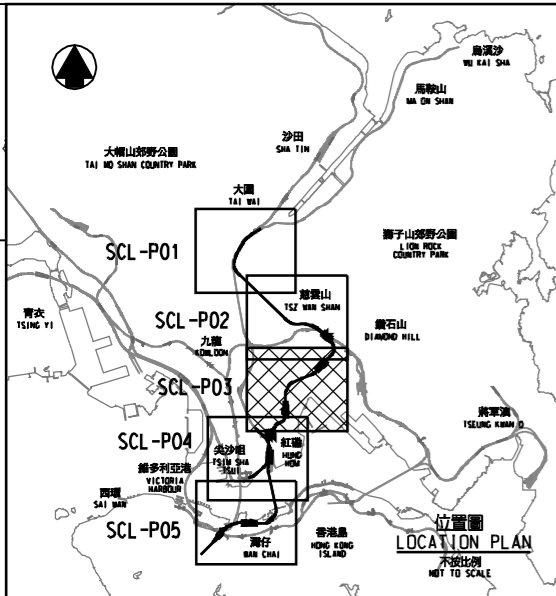 烏溪沙
WU KAI SHA
馬鞍山
MA ON SHAN
沙田
SHA TIN
大帽山郊野公園
TAI MO SHAN COUNTRY PARK
大圍
TAI WAI
獅子山郊野公園
LION ROCK
COUNTRY PARK
SCL-P01
慈雲山
TSZ WAN SHAN
青衣
TSING YI
SCL-P02
鑽石山
DIAMOND HILL
九龍
KOWLOON
SCL-P03
將軍澳
TSEUNG KWAN O
SCL-P04
紅磡
HUNG
HOM
尖沙咀
TSIM SHA
TSUI
維多利亞港
VICTORIA
HARBOUR
西環
SAI WAN
SCL-P05
灣仔
WAN CHAI
香港島
HONG KONG
ISLAND
位置圖
LOCATION PLAN
不按比例
NOT TO SCALE